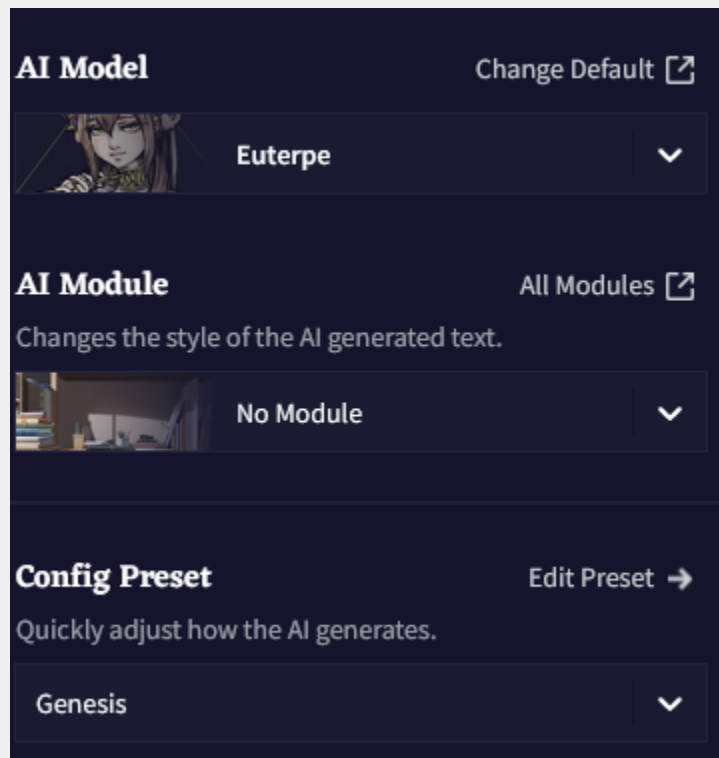 AI Model
Change Default
Euterpe
AI Module
All Modules
Changes the style of the AI generated text.
No Module
Config Preset
Edit Preset
Quickly adjust how the AI generates.
Genesis